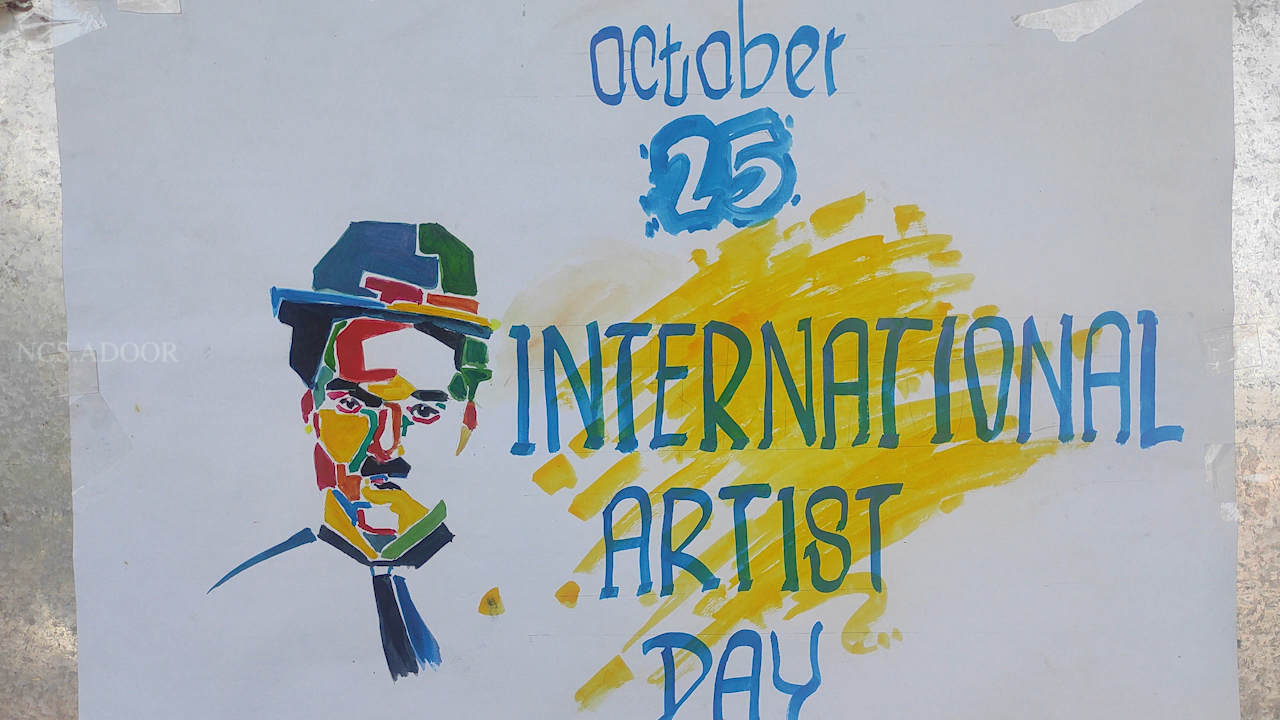 October
25
NCS.ADOOR
INTERNATIONAL
ARTIST
DAY